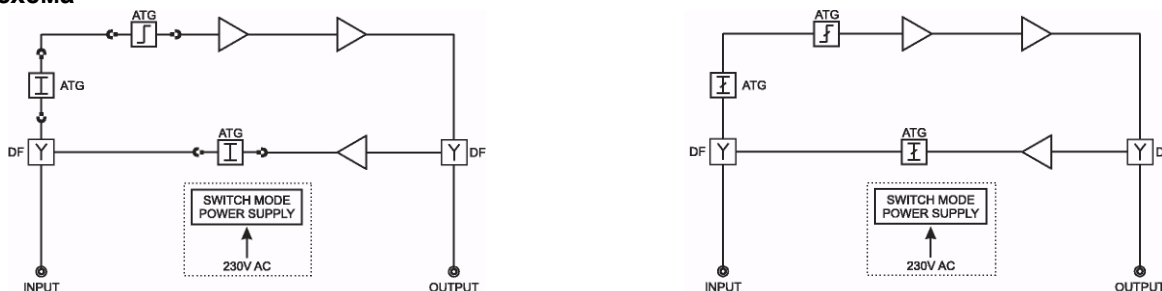 схема
ATG
ATG
ATG
DF
Y
Y
DF
SWITCH MODE
POWER SUPPLY
230V AC
INPUT
OUTPUT
ATG
ATG
ATG
DF
Y
Y
D
SWITCH MODE
POWER SUPPLY
230V AC
INPUT
OUTPUT